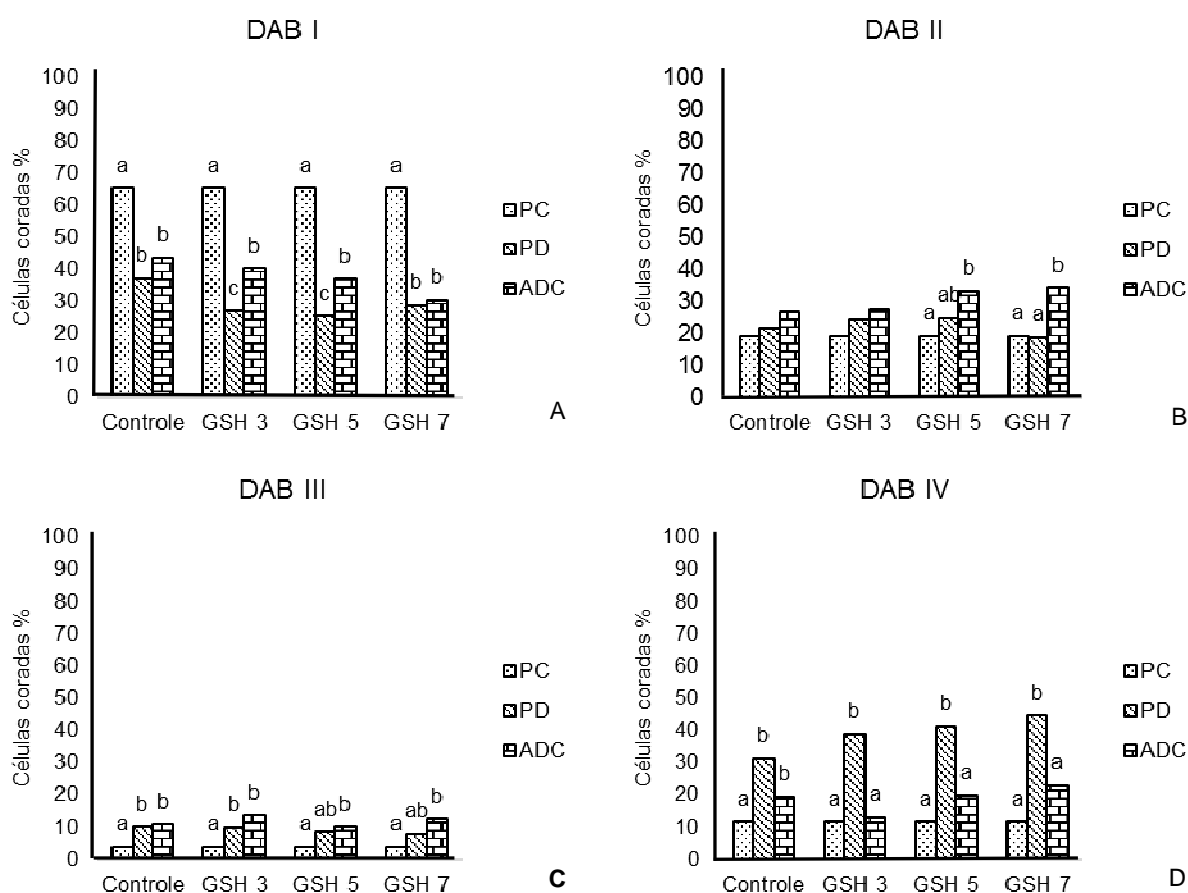 DAB I
Células coradas %
100
90
80
70
60
50
40
30
20
10
0
a
b
b
a
c
b
a
c
b
a
b
b
Controle
GSH 3
GSH 5
GSH 7
PC
PD
ADC
A
DAB II
Células coradas %
100
90
80
70
60
50
40
30
20
10
0
a
ab
b
a
a
b
Controle
GSH 3
GSH 5
GSH 7
PC
PD
ADC
B
DAB III
Células coradas %
100
90
80
70
60
50
40
30
20
10
0
a
b
b
a
b
b
a
ab
b
a
ab
b
Controle
GSH 3
GSH 5
GSH 7
PC
PD
ADC
C
DAB IV
Células coradas %
100
90
80
70
60
50
40
30
20
10
0
a
b
b
a
b
a
a
b
a
a
b
a
Controle
GSH 3
GSH 5
GSH 7
PC
PD
ADC
D